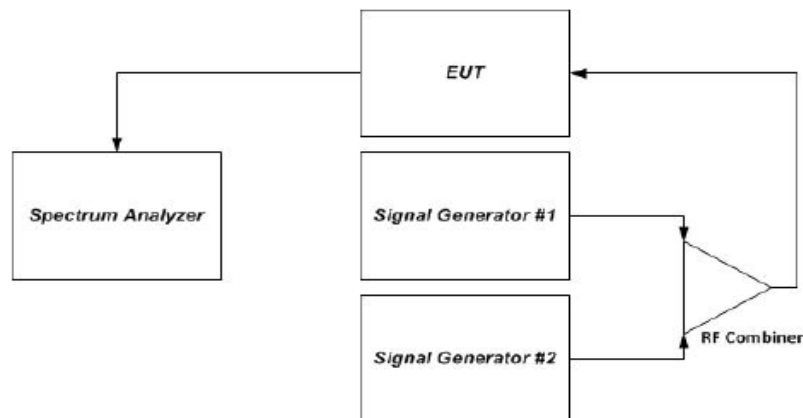 EUT
Spectrum Analyzer
Signal Generator #1
Signal Generator #2
RF Combiner